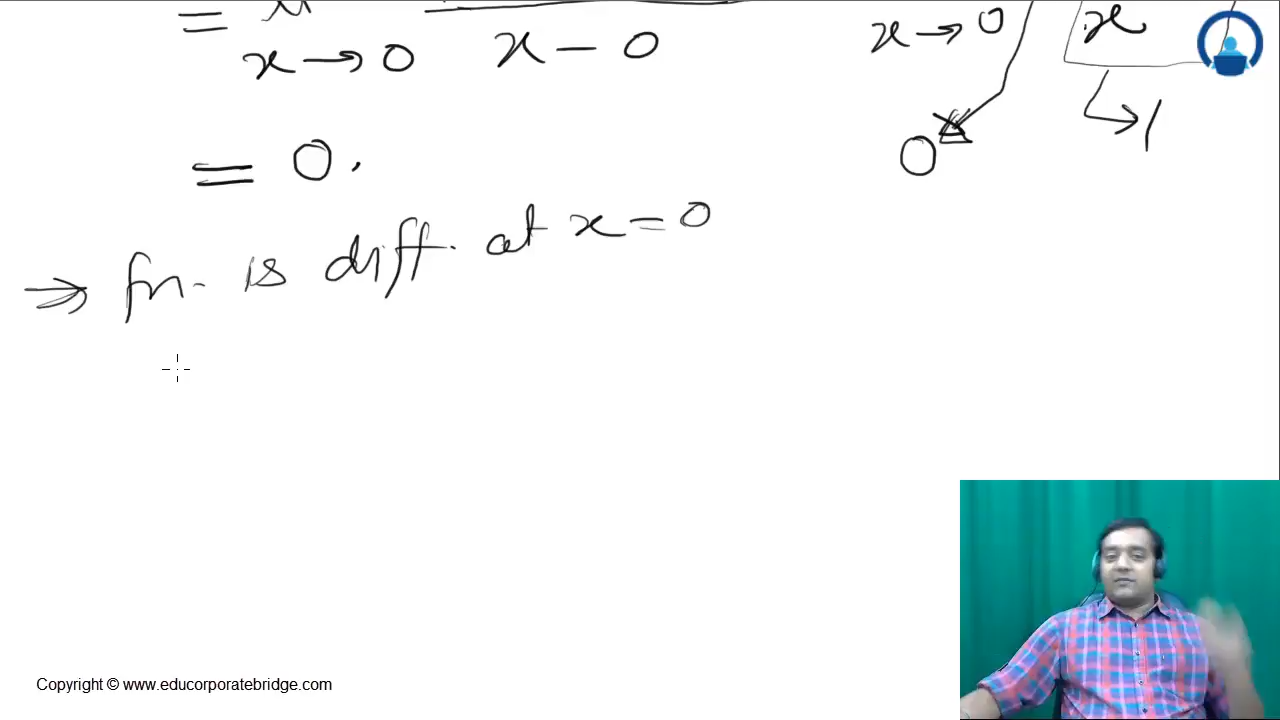 =
x → 0
x - 0
x → 0
x
→ 1
0
= 0.
⇒ fn. is diff. at x = 0
Copyright © www.educorporatebridge.com